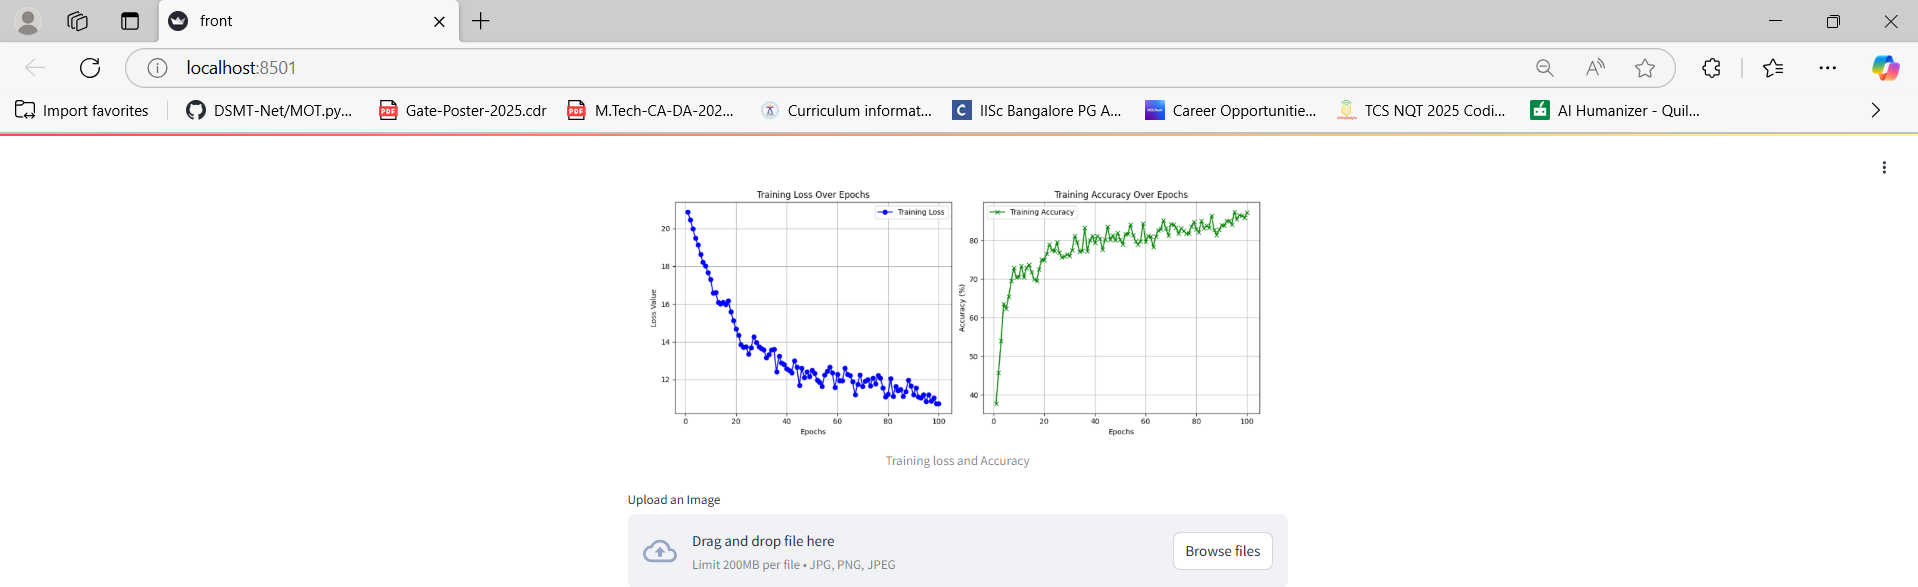 front
localhost:8501
Import favorites
DSMT-Net/MOT.py...
Gate-Poster-2025.cdr
M.Tech-CA-DA-202...
Curriculum informat...
IISc Bangalore PG A...
Career Opportunitie...
TCS NQT 2025 Codi...
AI Humanizer - Quil...
Training Loss Over Epochs
Training Loss
Loss Value
20
18
16
14
12
0 20 40 60 80 100
Epochs
Training Accuracy Over Epochs
Training Accuracy
Accuracy (%)
80
70
60
50
40
0 20 40 60 80 100
Epochs
Training loss and Accuracy
Upload an Image
Drag and drop file here
Limit 200MB per file • JPG, PNG, JPEG
Browse files